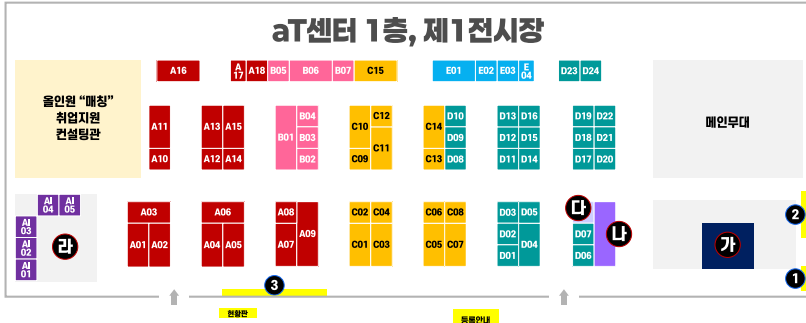 aT센터 1층, 제1전시장
A16
A17
A18
B05
B06
B07
C15
E01
E02
E03
E04
D23
D24
올인원 “매칭”
취업지원
컨설팅관
메인무대
A11
A10
A13
A15
A12
A14
B01
B04
B03
B02
C10
C12
C11
C09
C14
C13
D10
D09
D08
D13
D16
D12
D15
D11
D14
D19
D22
D18
D21
D17
D20
AI
04
AI
05
AI
03
AI
02
AI
01
라
A03
A01
A02
A06
A04
A05
A08
A07
A09
C02
C04
C01
C03
C06
C08
C05
C07
D03
D05
D02
D04
D01
다
D07
D06
나
가
2
1
3
현황판
등록안내